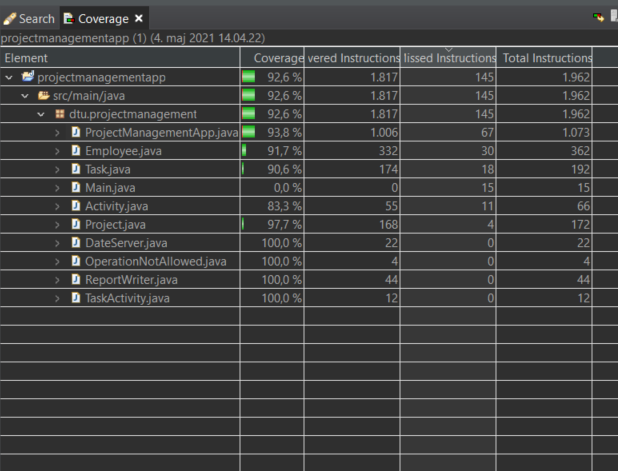 Search Coverage
projectmanagementapp (1) (4. maj 2021 14.04.22)
Element Coverage vered Instructions lissed Instructions Total Instructions
projectmanagementapp 92,6 % 1.817 145 1.962
src/main/java 92,6 % 1.817 145 1.962
dtu.projectmanagement 92,6 % 1.817 145 1.962
ProjectManagementApp.java 93,8 % 1.006 67 1.073
Employee.java 91,7 % 332 30 362
Task.java 90,6 % 174 18 192
Main.java 0,0 % 0 15 15
Activity.java 83,3 % 55 11 66
Project.java 97,7 % 168 4 172
DateServer.java 100,0 % 22 0 22
OperationNotAllowed.java 100,0 % 4 0 4
ReportWriter.java 100,0 % 44 0 44
TaskActivity.java 100,0 % 12 0 12